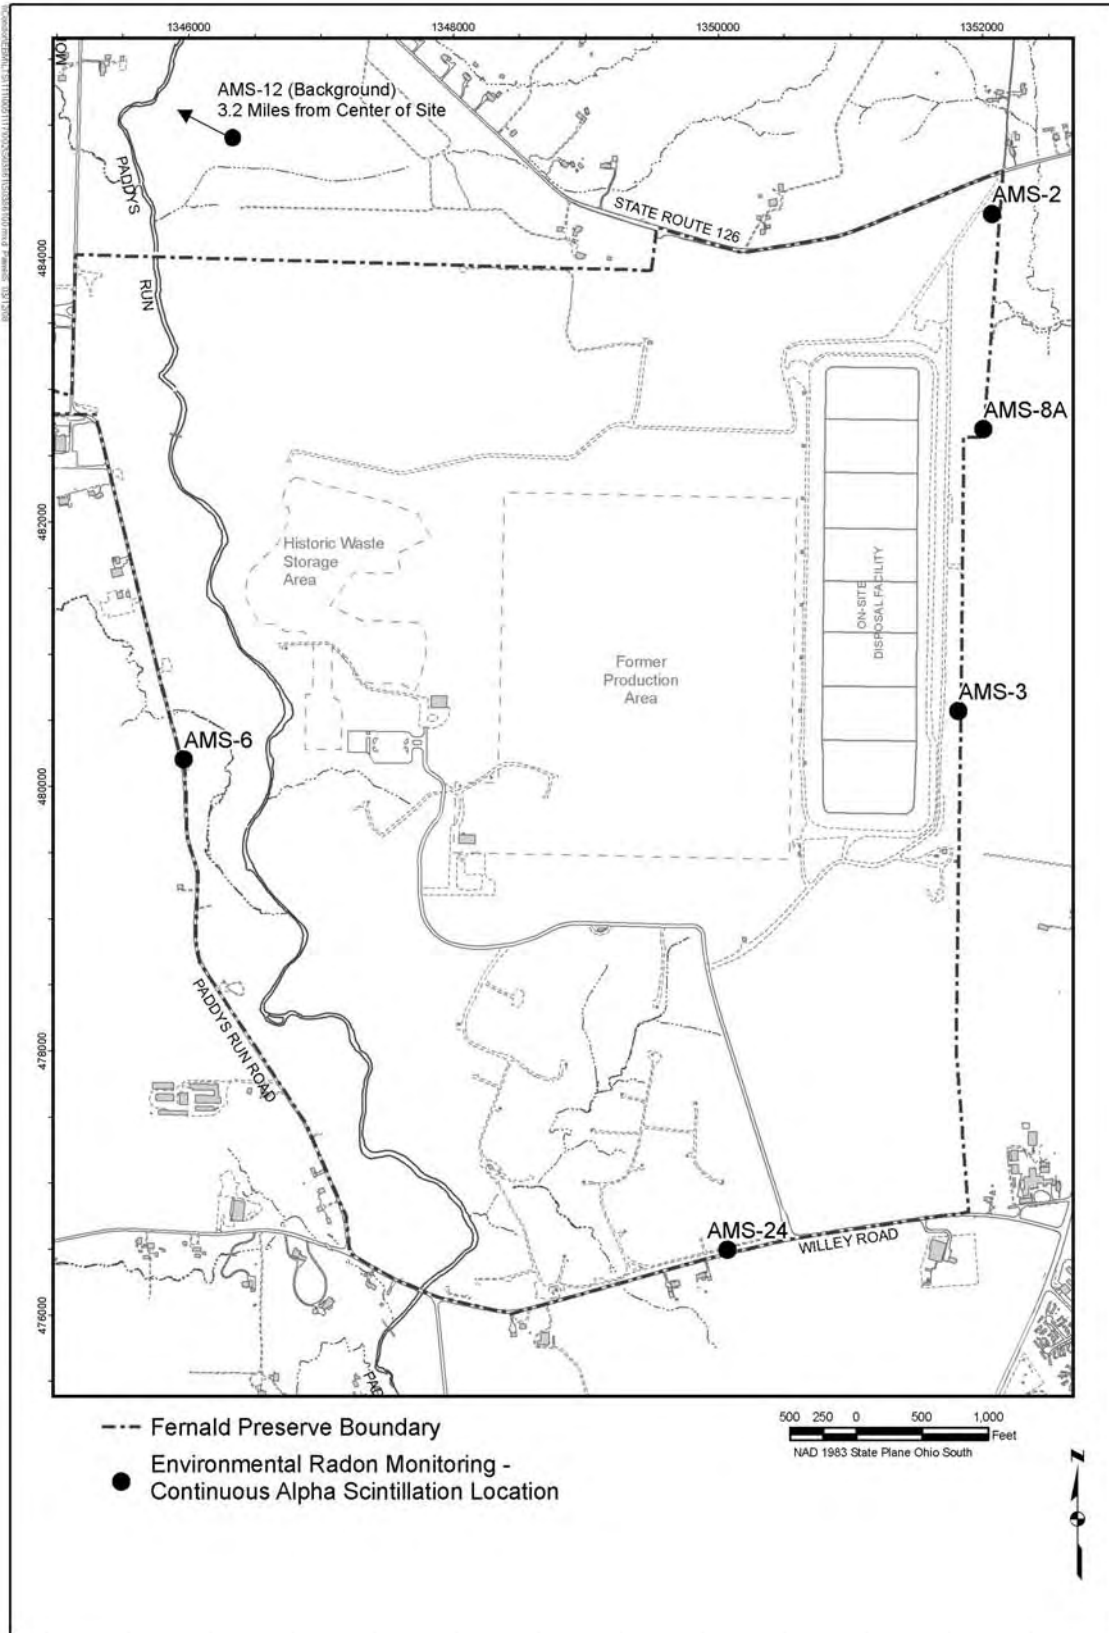 1346000
1348000
1350000
1352000
MO
AMS-12 (Background)
3.2 Miles from Center of Site
PADDYS
RUN
STATE ROUTE 126
AMS-2
484000
AMS-8A
482000
Historic Waste
Storage
Area
ON-SITE
DISPOSAL FACILITY
Former
Production
Area
AMS-3
AMS-6
480000
PADDYS RUN ROAD
478000
AMS-24
WILLEY ROAD
476000
PAD
Fernald Preserve Boundary
Environmental Radon Monitoring -
Continuous Alpha Scintillation Location
500 250 0 500 1,000
Feet
NAD 1983 State Plane Ohio South
Z